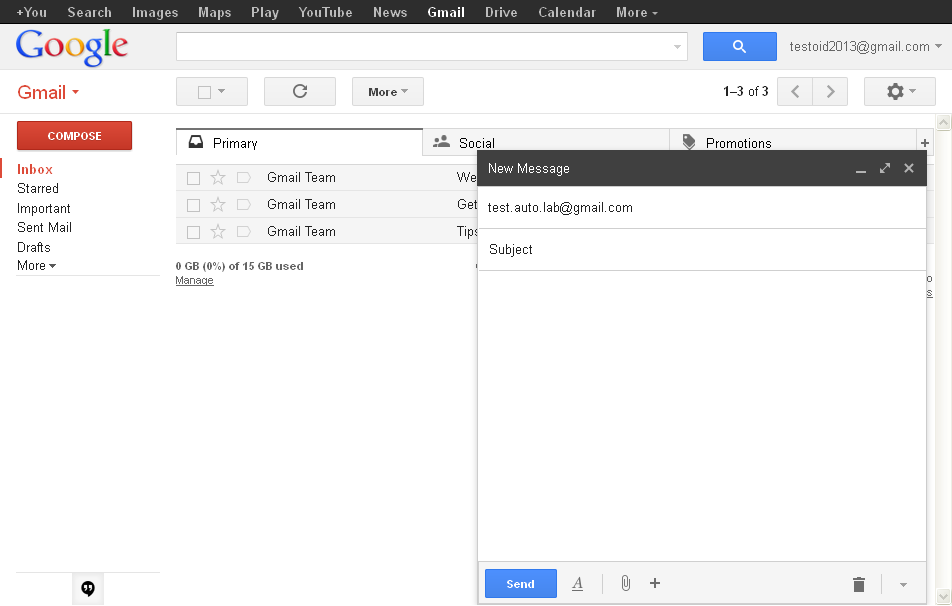 +You Search Images Maps Play YouTube News Gmail Drive Calendar More
Google
testoid2013@gmail.com
Gmail
More
1–3 of 3
COMPOSE
Primary
Social
Promotions
+
Inbox
Starred
Important
Sent Mail
Drafts
More
Gmail Team We
Gmail Team Get
Gmail Team Tips
0 GB (0%) of 15 GB used
Manage
New Message
test.auto.lab@gmail.com
Subject
Send A +